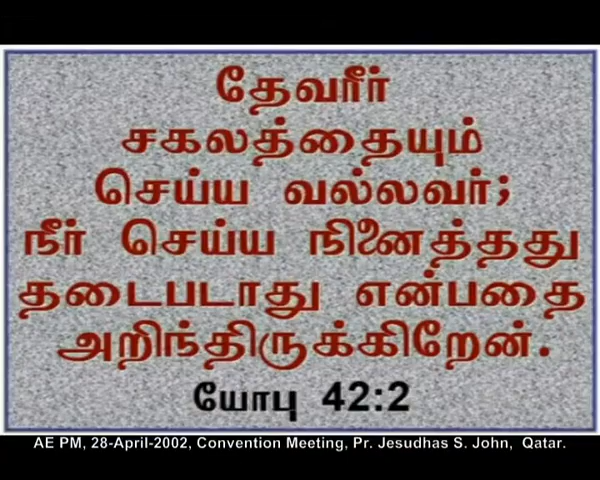 தேவரீர்
சகலத்தையும்
செய்ய வல்லவர்;
நீர் செய்ய நினைத்தது
தடைபடாது என்பதை
அறிந்திருக்கிறேன்.
யோபு 42:2
AE PM, 28-April-2002, Convention Meeting, Pr. Jesudhas S. John, Qatar.